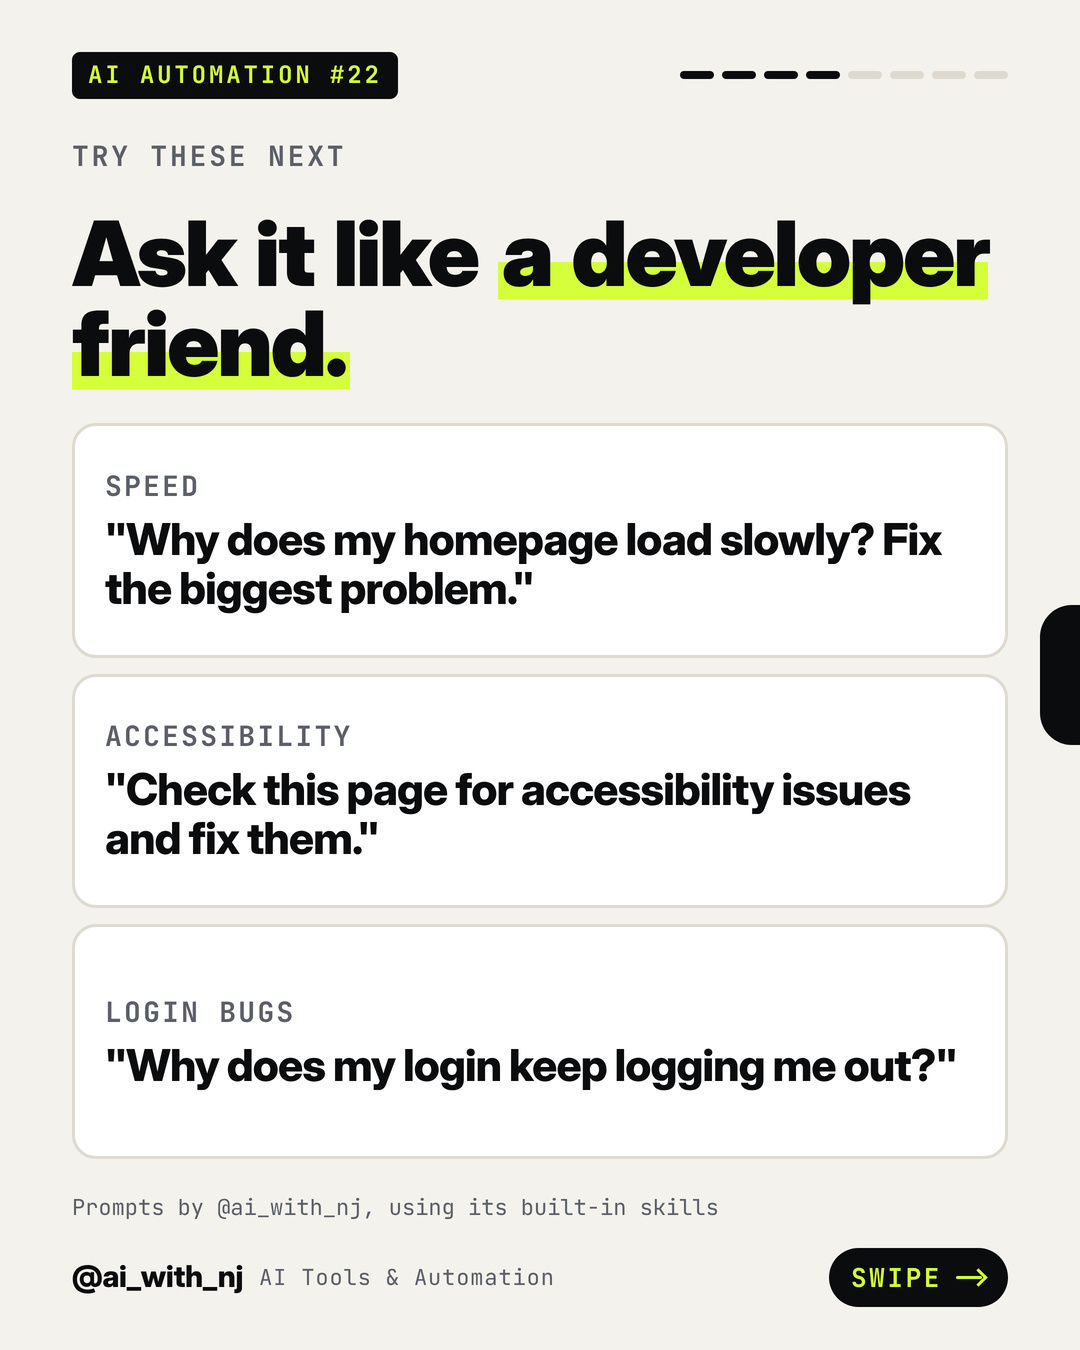 AI AUTOMATION #22
TRY THESE NEXT
Ask it like a developer
friend.
SPEED
"Why does my homepage load slowly? Fix
the biggest problem."
ACCESSIBILITY
"Check this page for accessibility issues
and fix them."
LOGIN BUGS
"Why does my login keep logging me out?"
Prompts by @ai_with_nj, using its built-in skills
@ai_with_nj AI Tools & Automation
SWIPE →